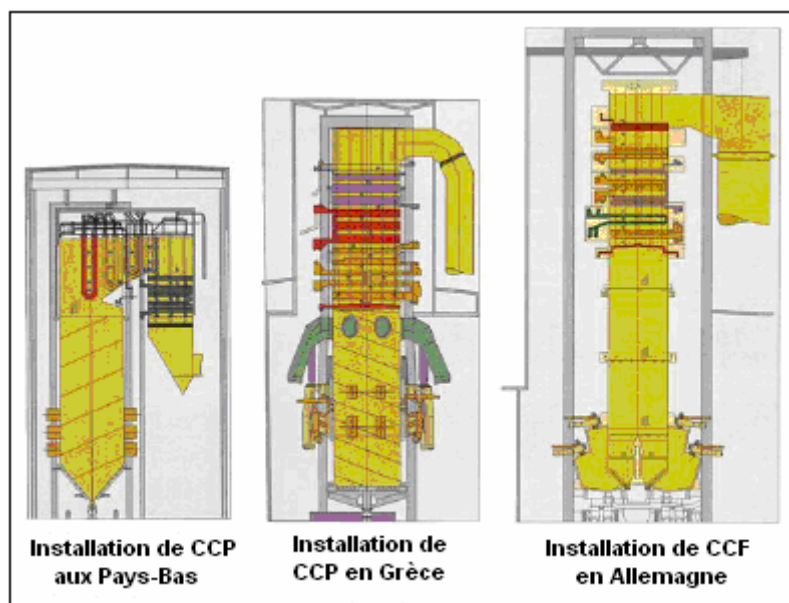 Installation de CCP
aux Pays-Bas
Installation de
CCP en Grèce
Installation de CCF
en Allemagne